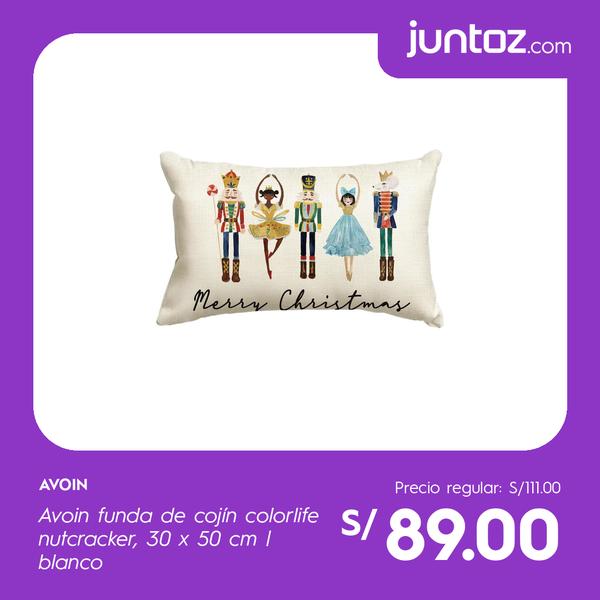 juntoz.com
Merry Christmas
AVOIN
Avoin funda de cojín colorlife
nutcracker, 30 x 50 cm |
blanco
Precio regular: S/111.00
S/ 89.00